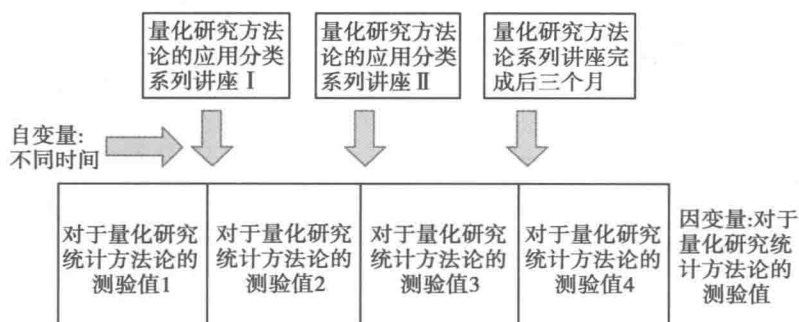 量化研究方法
论的应用分类
系列讲座Ⅰ
量化研究方法
论的应用分类
系列讲座Ⅱ
量化研究方法
论系列讲座完
成后三个月
自变量:
不同时间
对于量化研究
统计方法论的
测验值1
对于量化研究
统计方法论的
测验值2
对于量化研究
统计方法论的
测验值3
对于量化研究
统计方法论的
测验值4
因变量:对于
量化研究统
计方法论的
测验值